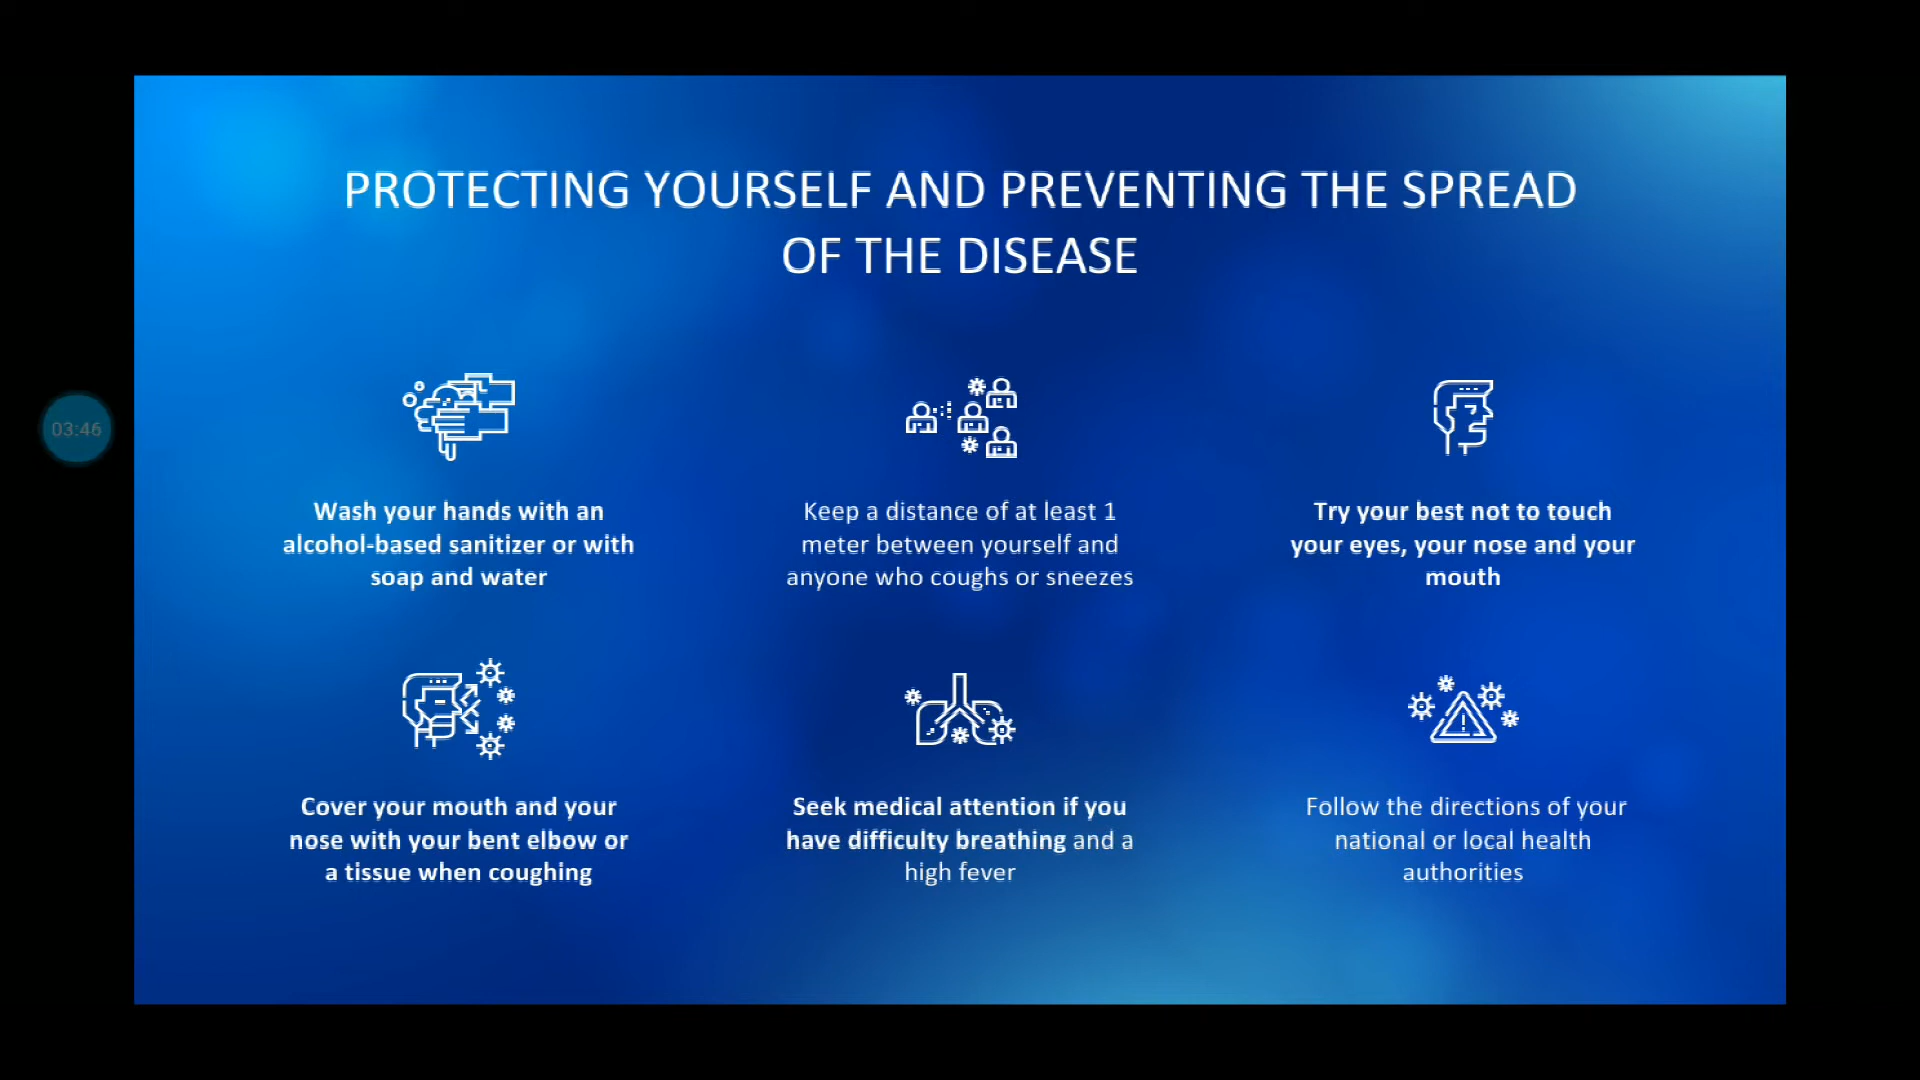 PROTECTING YOURSELF AND PREVENTING THE SPREAD
OF THE DISEASE
03:46
Wash your hands with an
alcohol-based sanitizer or with
soap and water
Keep a distance of at least 1
meter between yourself and
anyone who coughs or sneezes
Try your best not to touch
your eyes, your nose and your
mouth
Cover your mouth and your
nose with your bent elbow or
a tissue when coughing
Seek medical attention if you
have difficulty breathing and a
high fever
Follow the directions of your
national or local health
authorities